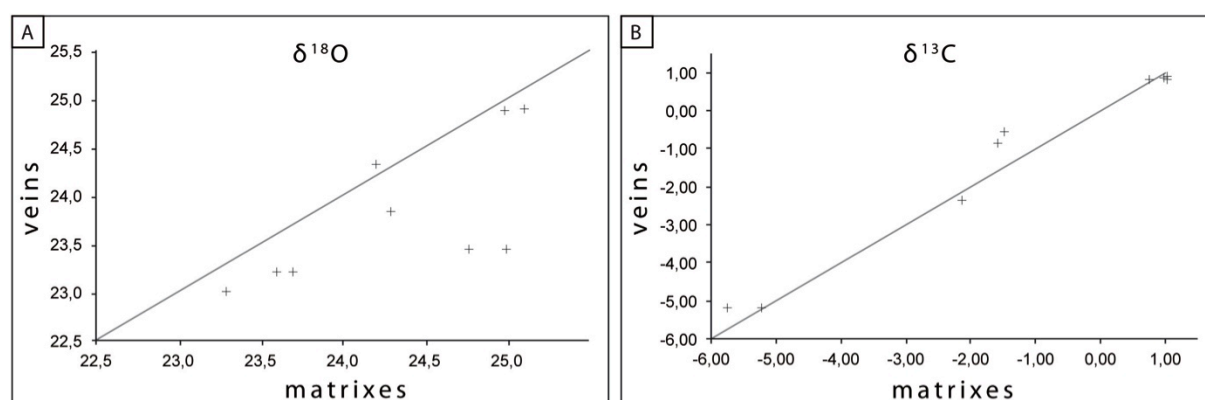 A
δ¹⁸O
25,5
25,0
24,5
24,0
23,5
23,0
22,5
veins
22,5 23,0 23,5 24,0 24,5 25,0
matrixes
B
δ¹³C
1,00
0,00
-1,00
-2,00
-3,00
-4,00
-5,00
-6,00
veins
-6,00 -5,00 -4,00 -3,00 -2,00 -1,00 0,00 1,00
matrixes